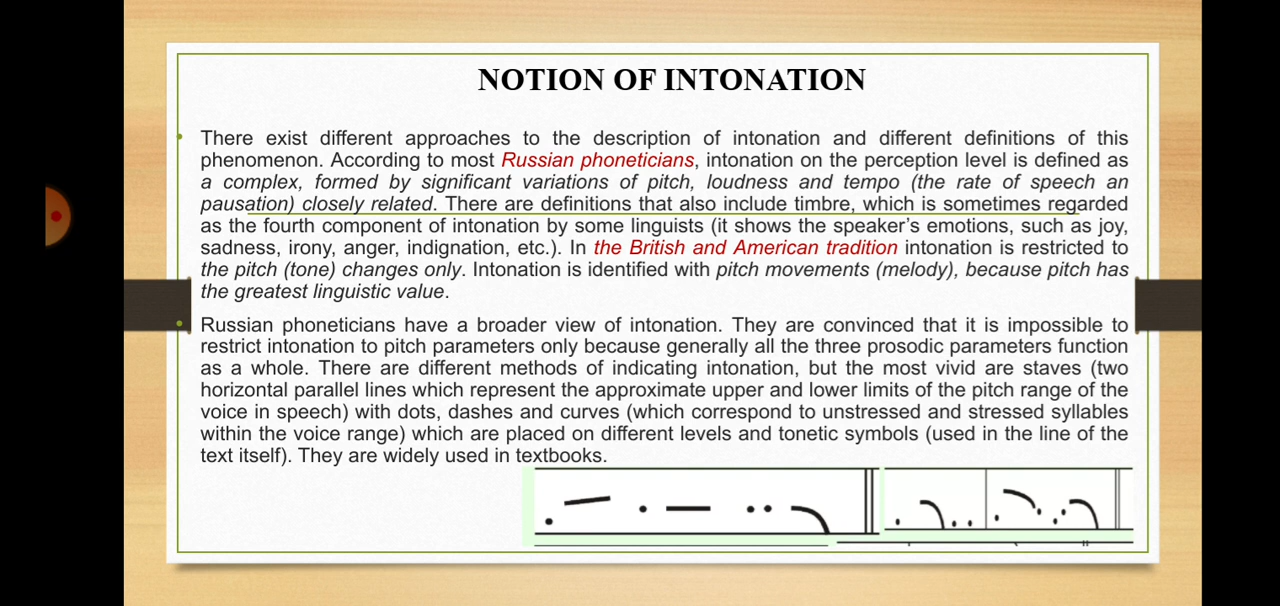 NOTION OF INTONATION
There exist different approaches to the description of intonation and different definitions of this
phenomenon. According to most Russian phoneticians, intonation on the perception level is defined as
a complex, formed by significant variations of pitch, loudness and tempo (the rate of speech an
pausation) closely related. There are definitions that also include timbre, which is sometimes regarded
as the fourth component of intonation by some linguists (it shows the speaker’s emotions, such as joy,
sadness, irony, anger, indignation, etc.). In the British and American tradition intonation is restricted to
the pitch (tone) changes only. Intonation is identified with pitch movements (melody), because pitch has
the greatest linguistic value.
Russian phoneticians have a broader view of intonation. They are convinced that it is impossible to
restrict intonation to pitch parameters only because generally all the three prosodic parameters function
as a whole. There are different methods of indicating intonation, but the most vivid are staves (two
horizontal parallel lines which represent the approximate upper and lower limits of the pitch range of the
voice in speech) with dots, dashes and curves (which correspond to unstressed and stressed syllables
within the voice range) which are placed on different levels and tonetic symbols (used in the line of the
text itself). They are widely used in textbooks.